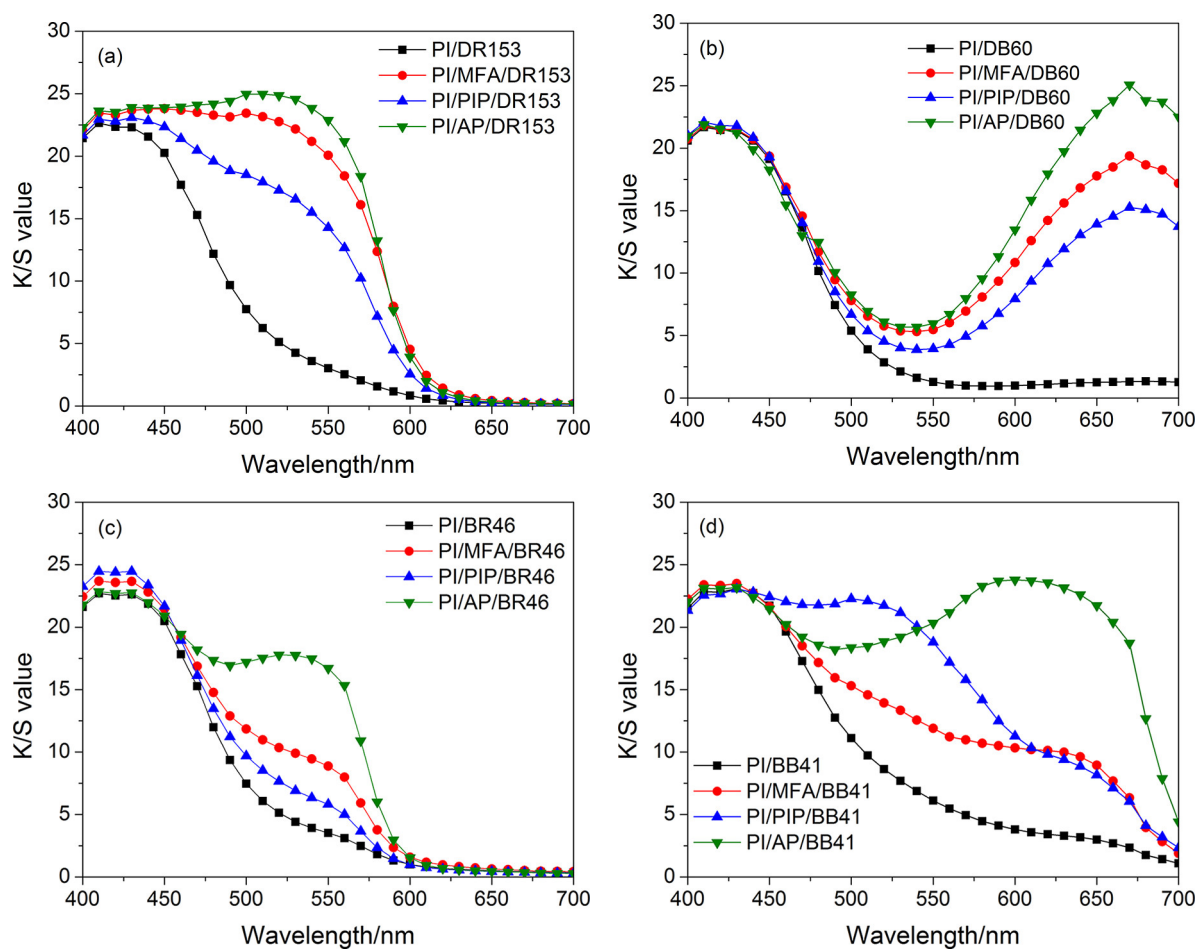 (a)
PI/DR153
PI/MFA/DR153
PI/PIP/DR153
PI/AP/DR153
K/S value
30
25
20
15
10
5
0
400 450 500 550 600 650 700
Wavelength/nm
(b)
PI/DB60
PI/MFA/DB60
PI/PIP/DB60
PI/AP/DB60
K/S value
30
25
20
15
10
5
0
400 450 500 550 600 650 700
Wavelength/nm
(c)
PI/BR46
PI/MFA/BR46
PI/PIP/BR46
PI/AP/BR46
K/S value
30
25
20
15
10
5
0
400 450 500 550 600 650 700
Wavelength/nm
(d)
PI/BB41
PI/MFA/BB41
PI/PIP/BB41
PI/AP/BB41
K/S value
30
25
20
15
10
5
0
400 450 500 550 600 650 700
Wavelength/nm